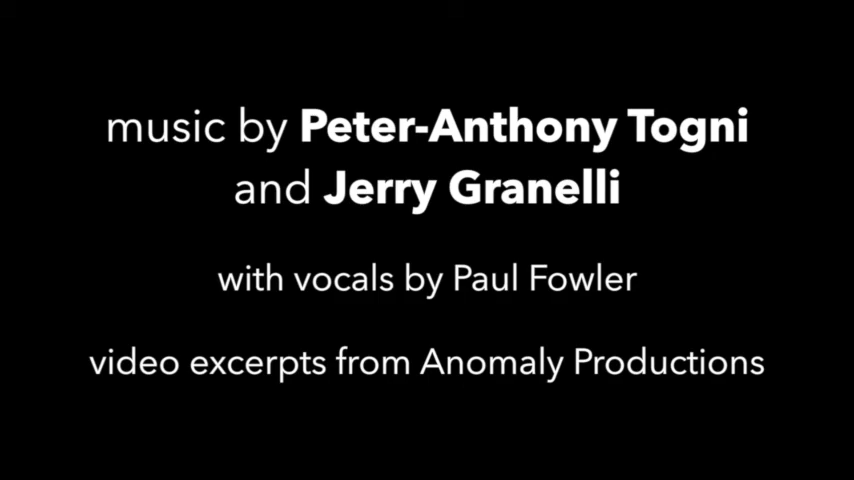 music by Peter-Anthony Togni
and Jerry Granelli
with vocals by Paul Fowler
video excerpts from Anomaly Productions